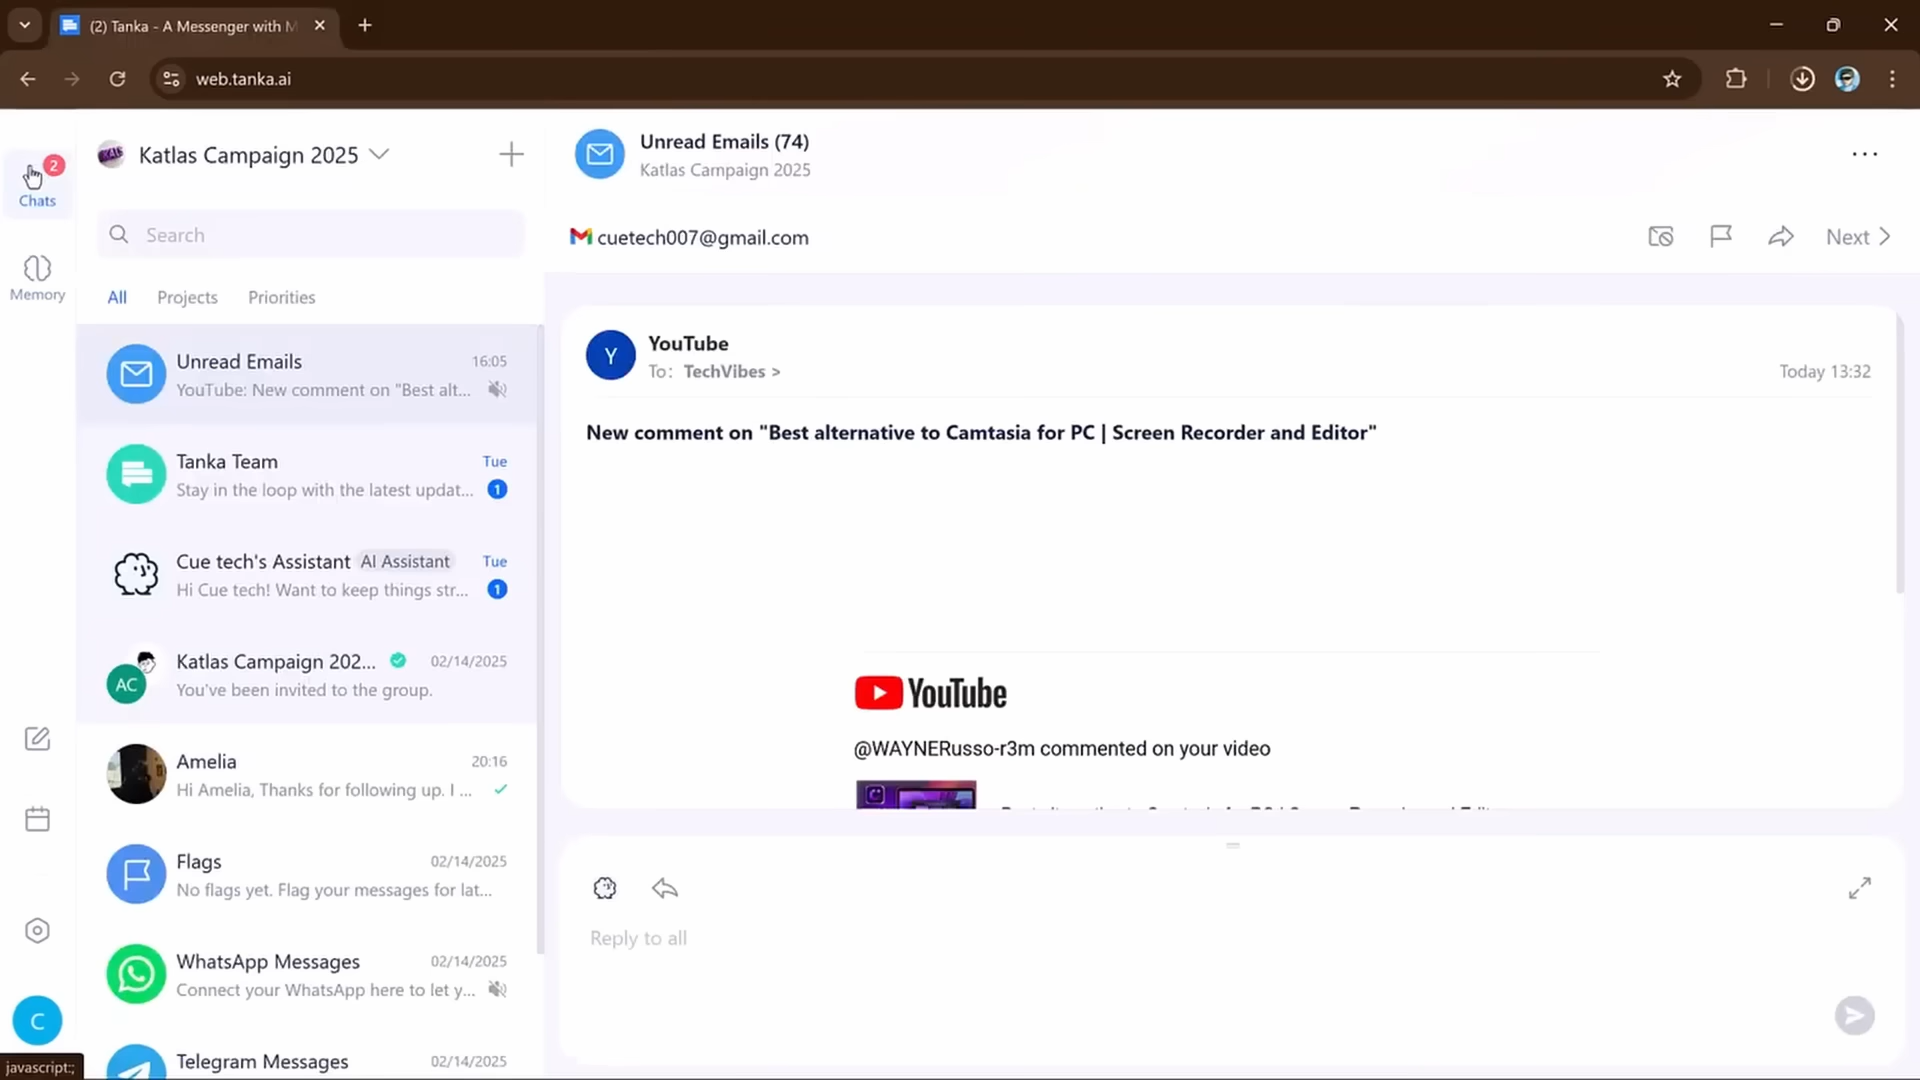 (2) Tanka - A Messenger with M
web.tanka.ai
2
Chats
Memory
C
javascript:;
Katlas Campaign 2025
Search
All Projects Priorities
Unread Emails 16:05
YouTube: New comment on "Best alt...
Tanka Team Tue
Stay in the loop with the latest updat... 1
Cue tech's Assistant AI Assistant Tue
Hi Cue tech! Want to keep things str... 1
AC
Katlas Campaign 202... 02/14/2025
You've been invited to the group.
Amelia 20:16
Hi Amelia, Thanks for following up. I ...
Flags 02/14/2025
No flags yet. Flag your messages for lat...
WhatsApp Messages 02/14/2025
Connect your WhatsApp here to let y...
Telegram Messages 02/14/2025
Unread Emails (74)
Katlas Campaign 2025
cuetech007@gmail.com Next
Y
YouTube
To: TechVibes >
Today 13:32
New comment on "Best alternative to Camtasia for PC | Screen Recorder and Editor"
YouTube
@WAYNERusso-r3m commented on your video
Reply to all